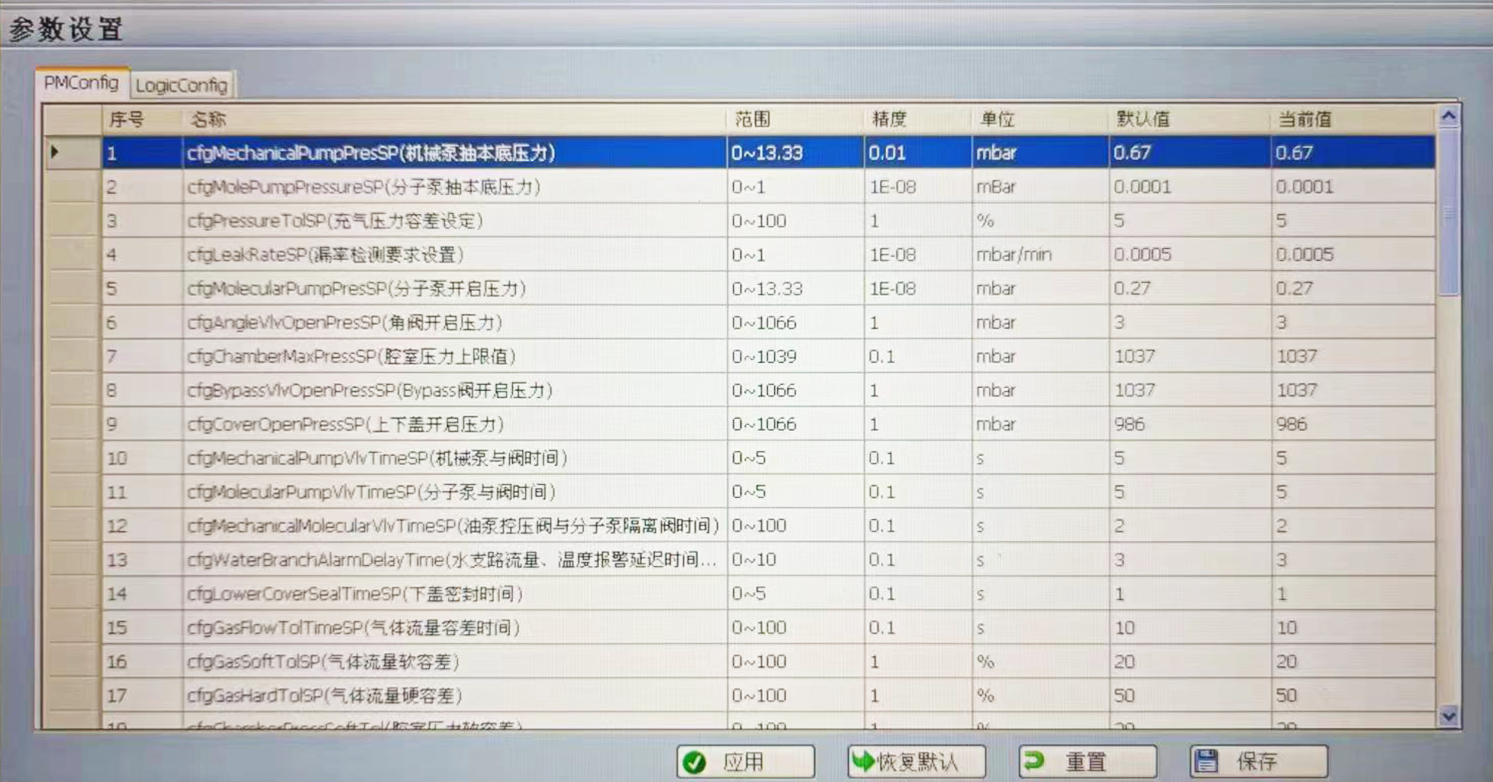 参数设置
PMConfig LogicConfig
序号 名称 范围 精度 单位 默认值 当前值
1 cfgMechanicalPumpPresSP(机械泵抽本底压力) 0~13.33 0.01 mbar 0.67 0.67
2 cfgMolePumpPressureSP(分子泵抽本底压力) 0~1 1E-08 mBar 0.0001 0.0001
3 cfgPressureTolSP(充气压力容差设定) 0~100 1 % 5 5
4 cfgLeakRateSP(漏率检测要求设置) 0~1 1E-08 mbar/min 0.0005 0.0005
5 cfgMolecularPumpPresSP(分子泵开启压力) 0~13.33 1E-08 mbar 0.27 0.27
6 cfgAngleVlvOpenPresSP(角阀开启压力) 0~1066 1 mbar 3 3
7 cfgChamberMaxPressSP(腔室压力上限值) 0~1039 0.1 mbar 1037 1037
8 cfgBypassVlvOpenPressSP(Bypass阀开启压力) 0~1066 1 mbar 1037 1037
9 cfgCoverOpenPressSP(上下盖开启压力) 0~1066 1 mbar 986 986
10 cfgMechanicalPumpVlvTimeSP(机械泵与阀时间) 0~5 0.1 s 5 5
11 cfgMolecularPumpVlvTimeSP(分子泵与阀时间) 0~5 0.1 s 5 5
12 cfgMechanicalMolecularVlvTimeSP(油泵控压阀与分子泵隔离阀时间) 0~100 0.1 s 2 2
13 cfgWaterBranchAlarmDelayTime(水支路流量、温度报警延迟时间... 0~10 0.1 s 3 3
14 cfgLowerCoverSealTimeSP(下盖密封时间) 0~5 0.1 s 1 1
15 cfgGasFlowTolTimeSP(气体流量容差时间) 0~100 0.1 s 10 10
16 cfgGasSoftTolSP(气体流量软容差) 0~100 1 % 20 20
17 cfgGasHardTolSP(气体流量硬容差) 0~100 1 % 50 50
应用 恢复默认 重置 保存